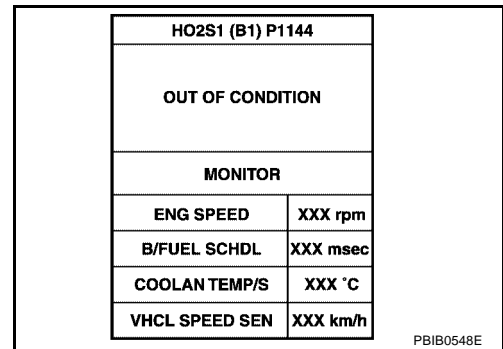 HO2S1 (B1) P1144
OUT OF CONDITION
MONITOR
ENG SPEED XXX rpm
B/FUEL SCHDL XXX msec
COOLAN TEMP/S XXX °C
VHCL SPEED SEN XXX km/h
PBIB0548E